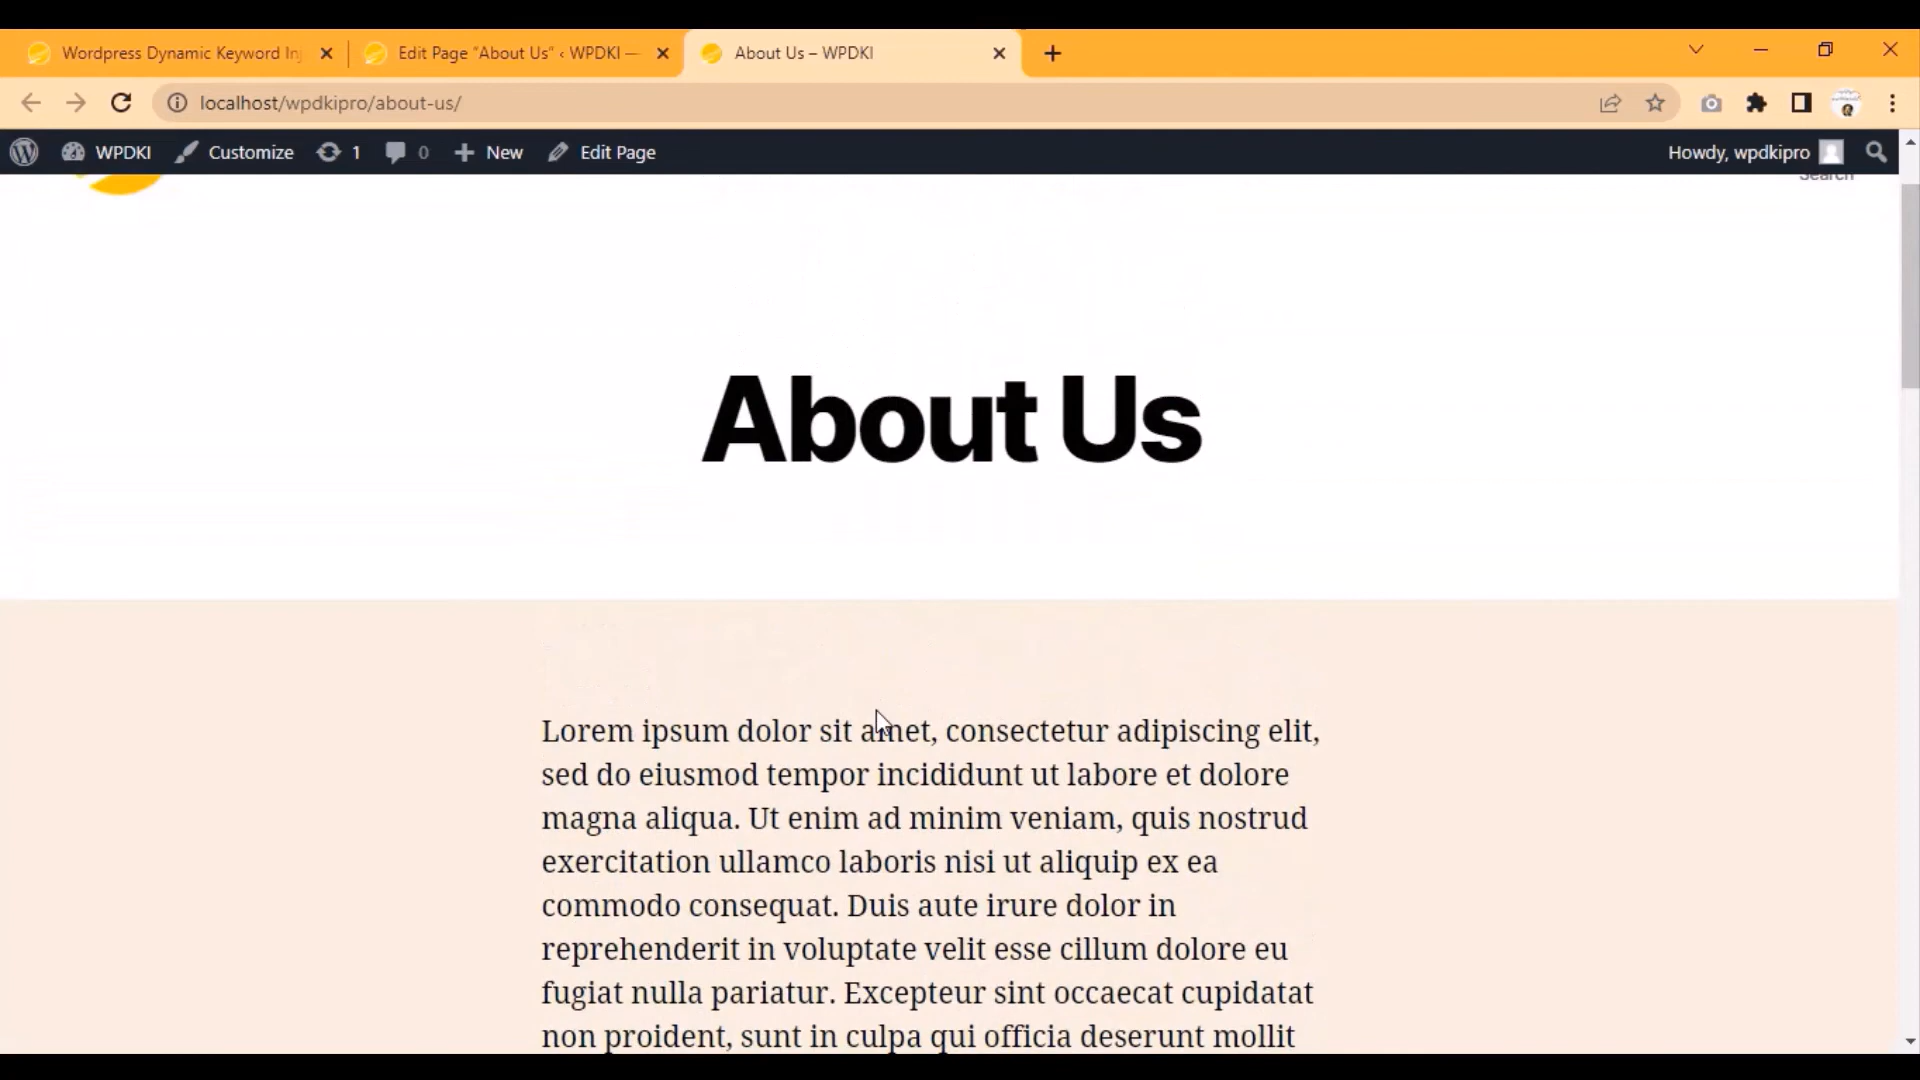 Wordpress Dynamic Keyword In
Edit Page "About Us" ‹ WPDKI —
About Us – WPDKI
localhost/wpdkipro/about-us/
WPDKI
Customize
1
0
New
Edit Page
Howdy, wpdkipro
Search
About Us
Lorem ipsum dolor sit amet, consectetur adipiscing elit,
sed do eiusmod tempor incididunt ut labore et dolore
magna aliqua. Ut enim ad minim veniam, quis nostrud
exercitation ullamco laboris nisi ut aliquip ex ea
commodo consequat. Duis aute irure dolor in
reprehenderit in voluptate velit esse cillum dolore eu
fugiat nulla pariatur. Excepteur sint occaecat cupidatat
non proident, sunt in culpa qui officia deserunt mollit